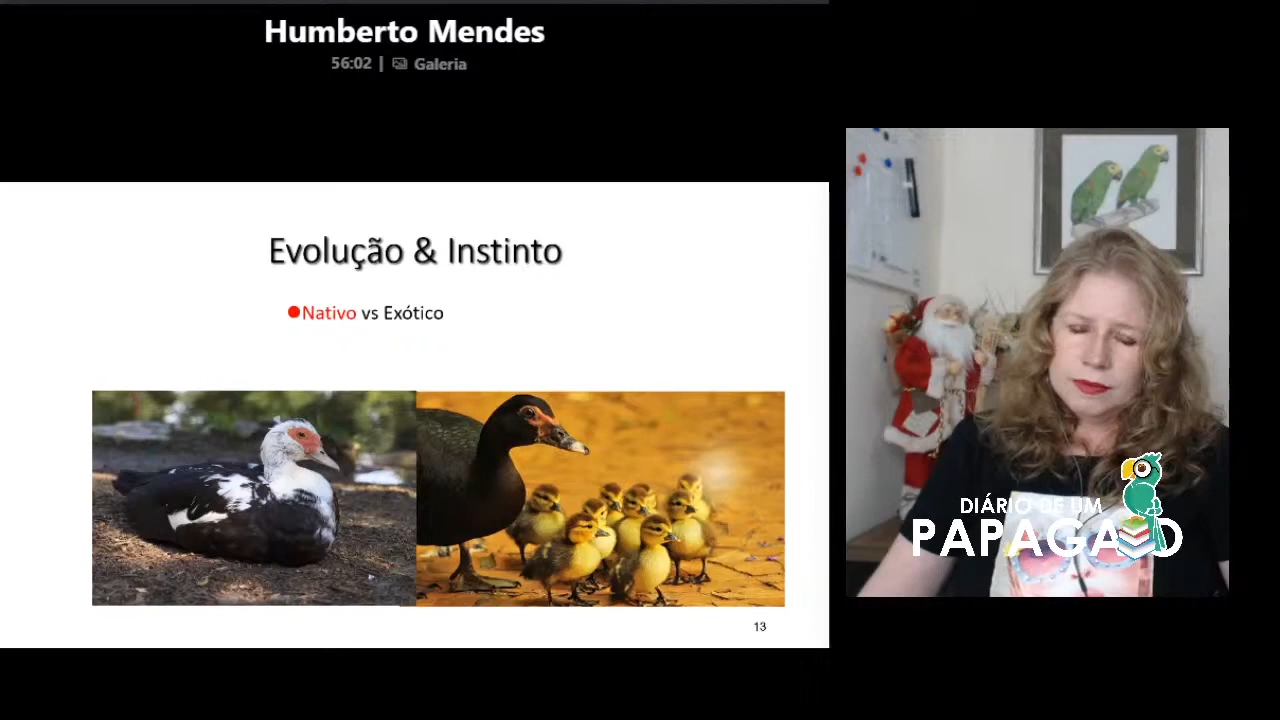 Humberto Mendes
56:02 | Galeria
Evolução & Instinto
Nativo vs Exótico
13
DIÁRIO DE UM
PAPAGAIO